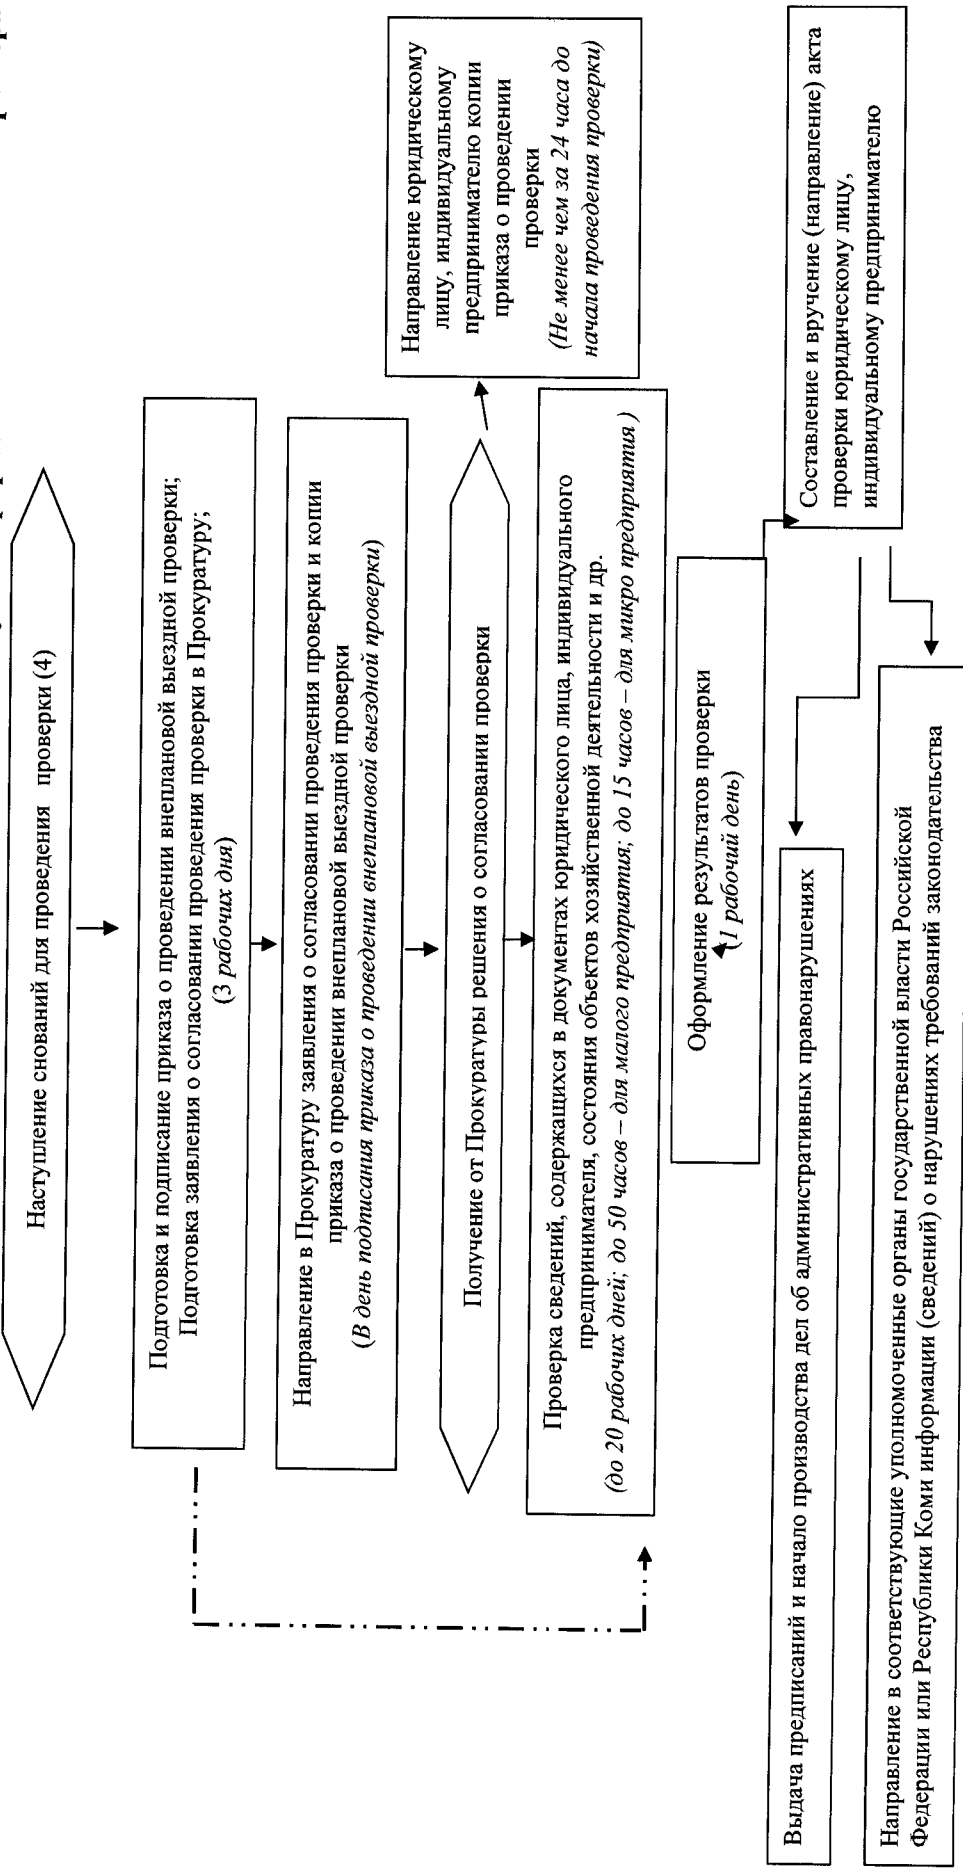 Наступление снований для проведения проверки (4)
Подготовка и подписание приказа о проведении внеплановой выездной проверки;
Подготовка заявления о согласовании проведения проверки в Прокуратуру;
(3 рабочих дня)
Направление в Прокуратуру заявления о согласовании проведения проверки и копии
приказа о проведении внеплановой выездной проверки
(В день подписания приказа о проведении внеплановой выездной проверки)
Получение от Прокуратуры решения о согласовании проверки
Направление юридическому
лицу, индивидуальному
предпринимателю копии
приказа о проведении
проверки
(Не менее чем за 24 часа до
начала проведения проверки)
Проверка сведений, содержащихся в документах юридического лица, индивидуального
предпринимателя, состояния объектов хозяйственной деятельности и др.
(до 20 рабочих дней; до 50 часов – для малого предприятия; до 15 часов – для микро предприятия )
Оформление результатов проверки
(1 рабочий день)
Составление и вручение (направление) акта
проверки юридическому лицу,
индивидуальному предпринимателю
Выдача предписаний и начало производства дел об административных правонарушениях
Направление в соответствующие уполномоченные органы государственной власти Российской
Федерации или Республики Коми информации (сведений) о нарушениях требований законодательства